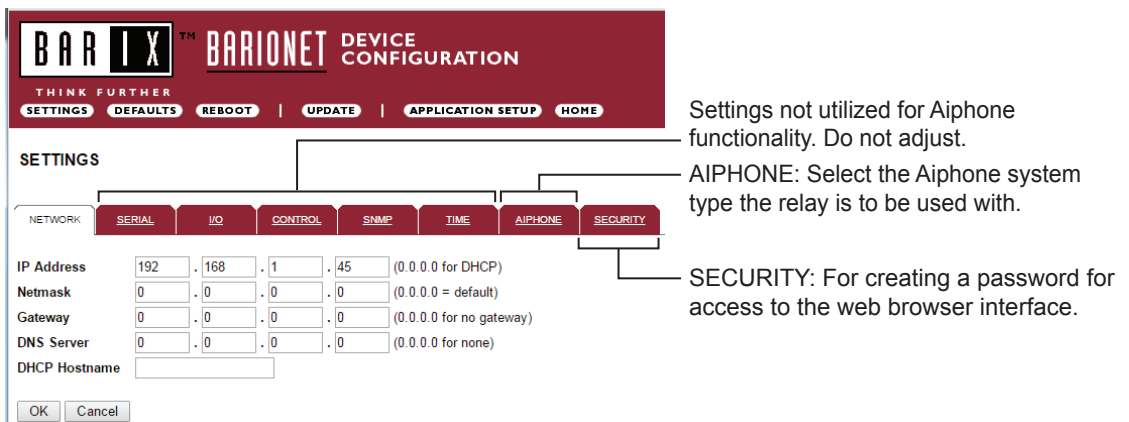 BARIX ™ BARIONET DEVICE CONFIGURATION
THINK FURTHER
SETTINGS DEFAULTS REBOOT | UPDATE | APPLICATION SETUP HOME
SETTINGS
NETWORK SERIAL I/O CONTROL SNMP TIME AIPHONE SECURITY
IP Address 192 . 168 . 1 . 45 (0.0.0.0 for DHCP)
Netmask 0 . 0 . 0 . 0 (0.0.0.0 = default)
Gateway 0 . 0 . 0 . 0 (0.0.0.0 for no gateway)
DNS Server 0 . 0 . 0 . 0 (0.0.0.0 for none)
DHCP Hostname
OK Cancel
Settings not utilized for Aiphone
functionality. Do not adjust.
AIPHONE: Select the Aiphone system
type the relay is to be used with.
SECURITY: For creating a password for
access to the web browser interface.